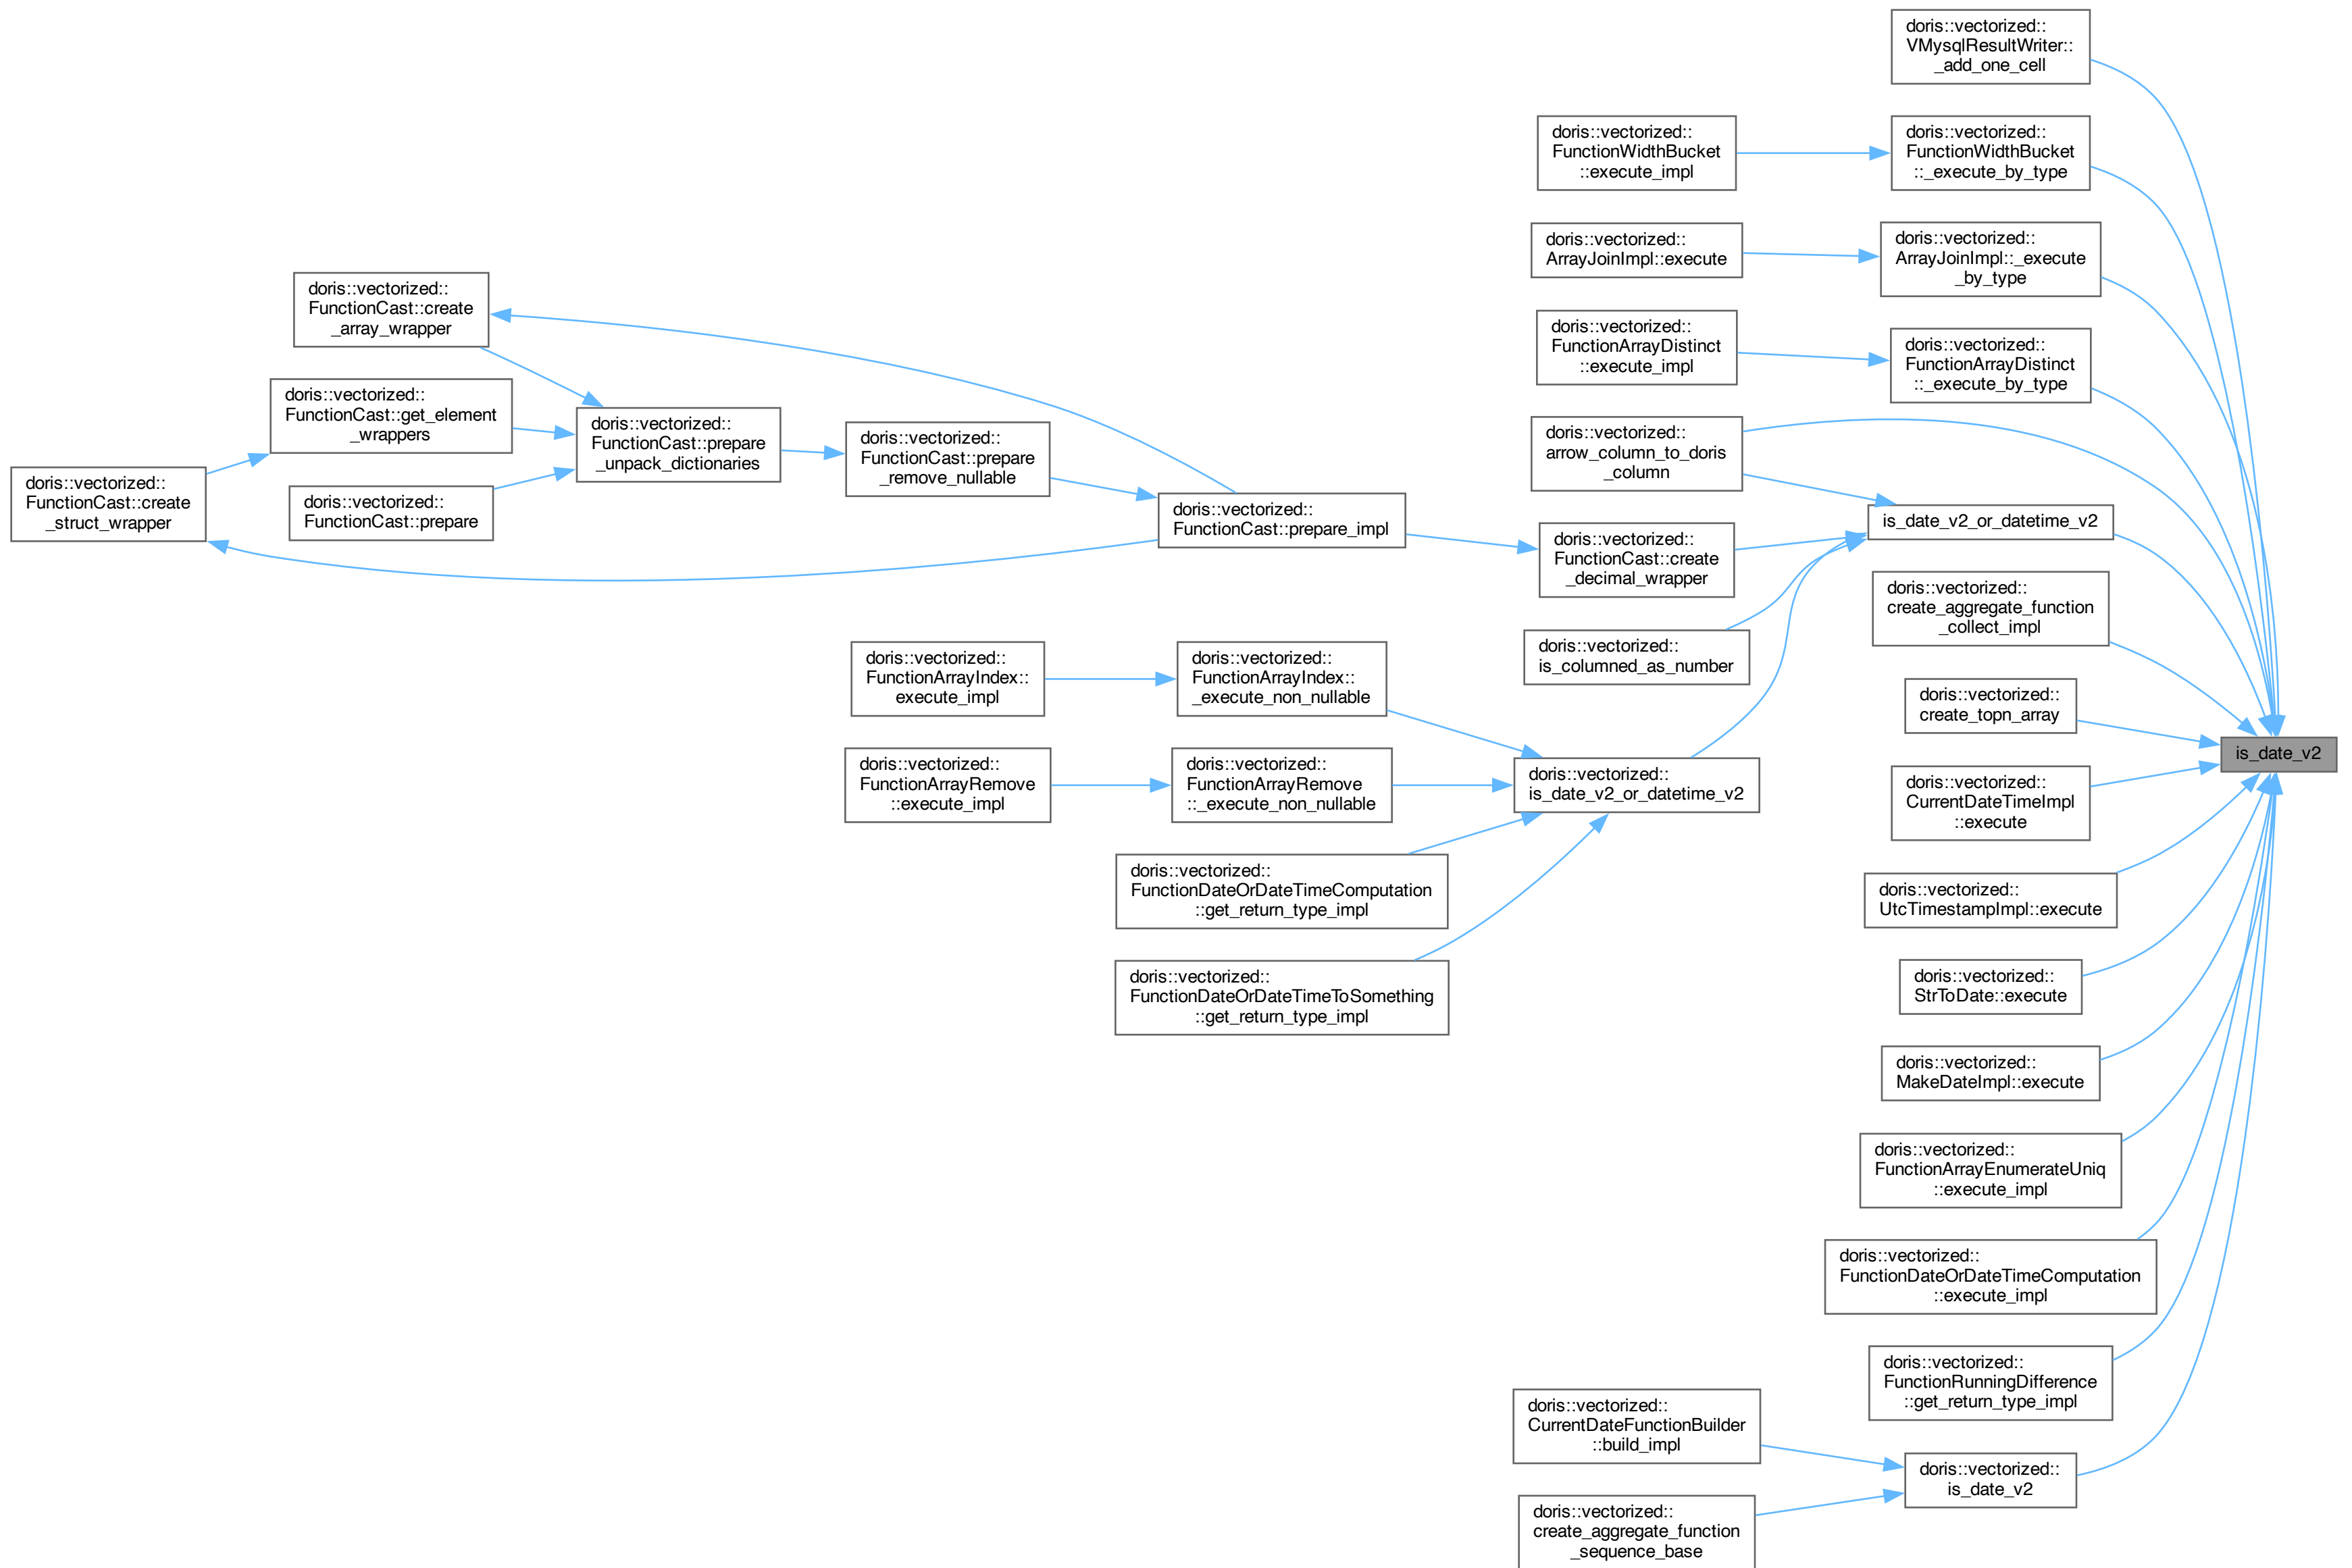 doris::vectorized::
VMysqlResultWriter::
_add_one_cell
doris::vectorized::
FunctionWidthBucket
::execute_impl
doris::vectorized::
FunctionWidthBucket
::_execute_by_type
doris::vectorized::
ArrayJoinImpl::execute
doris::vectorized::
ArrayJoinImpl::_execute
_by_type
doris::vectorized::
FunctionArrayDistinct
::execute_impl
doris::vectorized::
FunctionArrayDistinct
::_execute_by_type
doris::vectorized::
FunctionCast::create
_array_wrapper
doris::vectorized::
FunctionCast::get_element
_wrappers
doris::vectorized::
FunctionCast::create
_struct_wrapper
doris::vectorized::
FunctionCast::prepare
doris::vectorized::
FunctionCast::prepare
_unpack_dictionaries
doris::vectorized::
FunctionCast::prepare
_remove_nullable
doris::vectorized::
FunctionCast::prepare_impl
doris::vectorized::
arrow_column_to_doris
_column
is_date_v2_or_datetime_v2
doris::vectorized::
FunctionCast::create
_decimal_wrapper
doris::vectorized::
is_columned_as_number
doris::vectorized::
create_aggregate_function
_collect_impl
doris::vectorized::
create_topn_array
is_date_v2
doris::vectorized::
FunctionArrayIndex::
execute_impl
doris::vectorized::
FunctionArrayIndex::
_execute_non_nullable
doris::vectorized::
FunctionArrayRemove
::execute_impl
doris::vectorized::
FunctionArrayRemove
::_execute_non_nullable
doris::vectorized::
is_date_v2_or_datetime_v2
doris::vectorized::
CurrentDateTimeImpl
::execute
doris::vectorized::
FunctionDateOrDateTimeComputation
::get_return_type_impl
doris::vectorized::
UtcTimestampImpl::execute
doris::vectorized::
FunctionDateOrDateTimeToSomething
::get_return_type_impl
doris::vectorized::
StrToDate::execute
doris::vectorized::
MakeDateImpl::execute
doris::vectorized::
FunctionArrayEnumerateUniq
::execute_impl
doris::vectorized::
FunctionDateOrDateTimeComputation
::execute_impl
doris::vectorized::
FunctionRunningDifference
::get_return_type_impl
doris::vectorized::
CurrentDateFunctionBuilder
::build_impl
doris::vectorized::
is_date_v2
doris::vectorized::
create_aggregate_function
_sequence_base